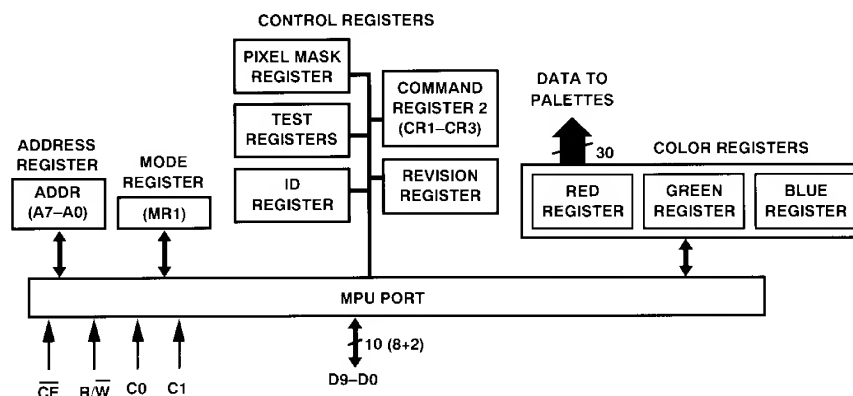 CONTROL REGISTERS
PIXEL MASK
REGISTER
TEST
REGISTERS
ID
REGISTER
COMMAND
REGISTER 2
(CR1–CR3)
REVISION
REGISTER
ADDRESS
REGISTER
ADDR
(A7–A0)
MODE
REGISTER
(MR1)
DATA TO
PALETTES
30
COLOR REGISTERS
RED
REGISTER
GREEN
REGISTER
BLUE
REGISTER
MPU PORT
CE R/W C0 C1
10 (8+2)
D9–D0